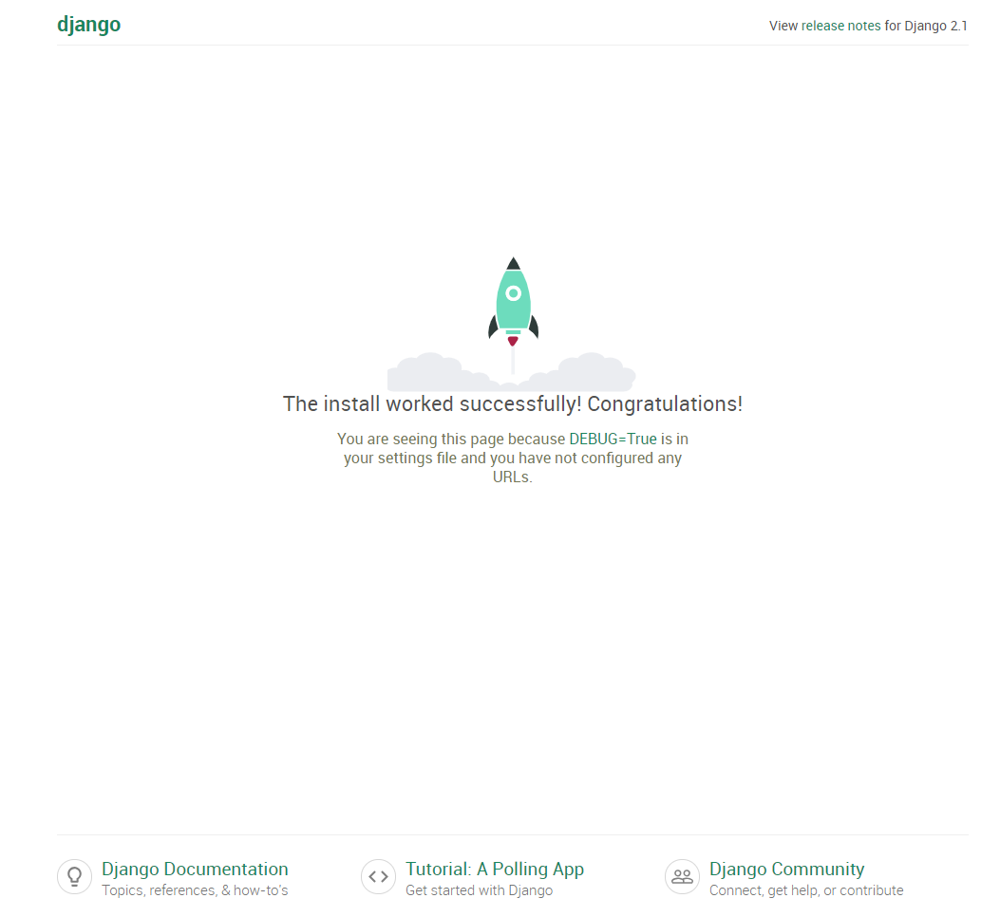 django
View release notes for Django 2.1
The install worked successfully! Congratulations!
You are seeing this page because DEBUG=True is in
your settings file and you have not configured any
URLs.
Django Documentation
Topics, references, & how-to's
Tutorial: A Polling App
Get started with Django
Django Community
Connect, get help, or contribute